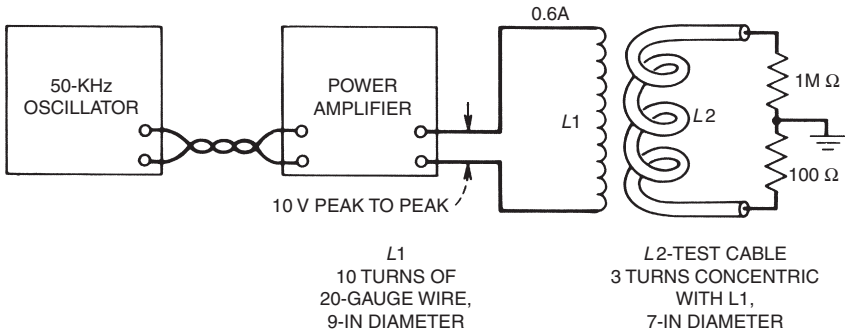 0.6A
50-KHz
OSCILLATOR
POWER
AMPLIFIER
L1
L2
1M Ω
100 Ω
10 V PEAK TO PEAK
L1
10 TURNS OF
20-GAUGE WIRE,
9-IN DIAMETER
L2-TEST CABLE
3 TURNS CONCENTRIC
WITH L1,
7-IN DIAMETER